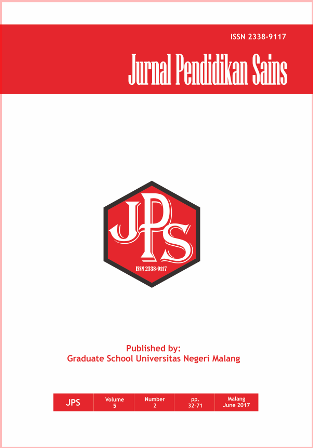 ISSN 2338-9117
Jurnal Pendidikan Sains
JPS
ISSN 2338-9117
Published by:
Graduate School Universitas Negeri Malang
JPS
Volume
5
Number
2
pp.
32-71
Malang
June 2017